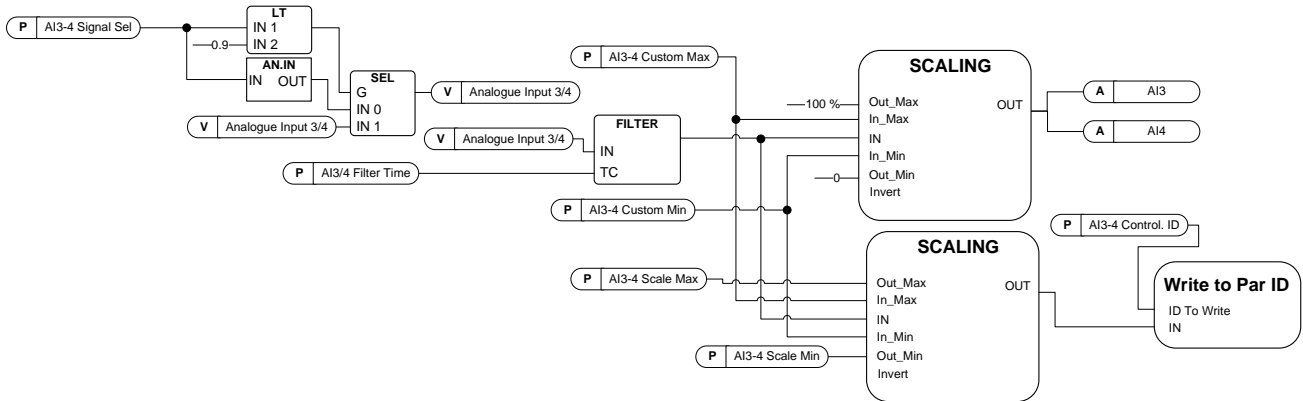 P AI3-4 Signal Sel
LT
IN 1
0.9 IN 2
AN.IN
IN OUT
SEL
G
IN 0
IN 1
V Analogue Input 3/4
V Analogue Input 3/4
P AI3-4 Custom Max
V Analogue Input 3/4
FILTER
IN
TC
P AI3/4 Filter Time
P AI3-4 Custom Min
SCALING
100 % Out_Max
In_Max
IN
In_Min
0 Out_Min
Invert
OUT
A AI3
A AI4
P AI3-4 Scale Max
P AI3-4 Scale Min
SCALING
Out_Max
In_Max
IN
In_Min
Out_Min
Invert
OUT
P AI3-4 Control. ID
Write to Par ID
ID To Write
IN